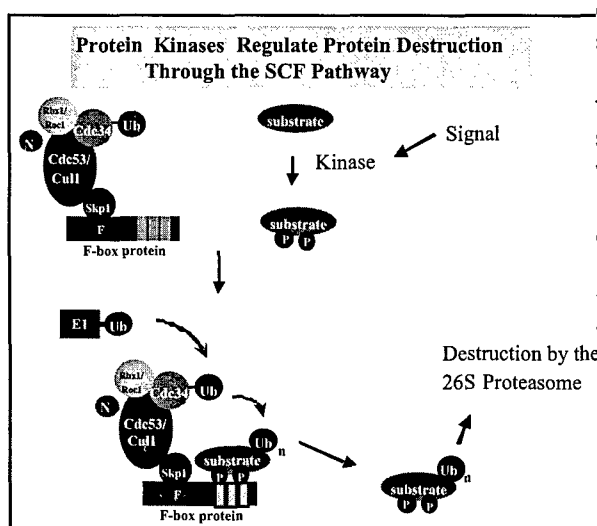 Protein Kinases Regulate Protein Destruction
Through the SCF Pathway
Rbx1/
Roc1
Cdc34
Ub
N
Cdc53/
Cul1
Skp1
F
F-box protein
substrate
Signal
Kinase
substrate
P P
E1
Ub
Rbx1/
Roc1
Cdc34
Ub
N
Cdc53/
Cul1
Skp1
F
F-box protein
Ub
n
substrate
P P
Destruction by the
26S Proteasome
Ub
n
substrate
P P